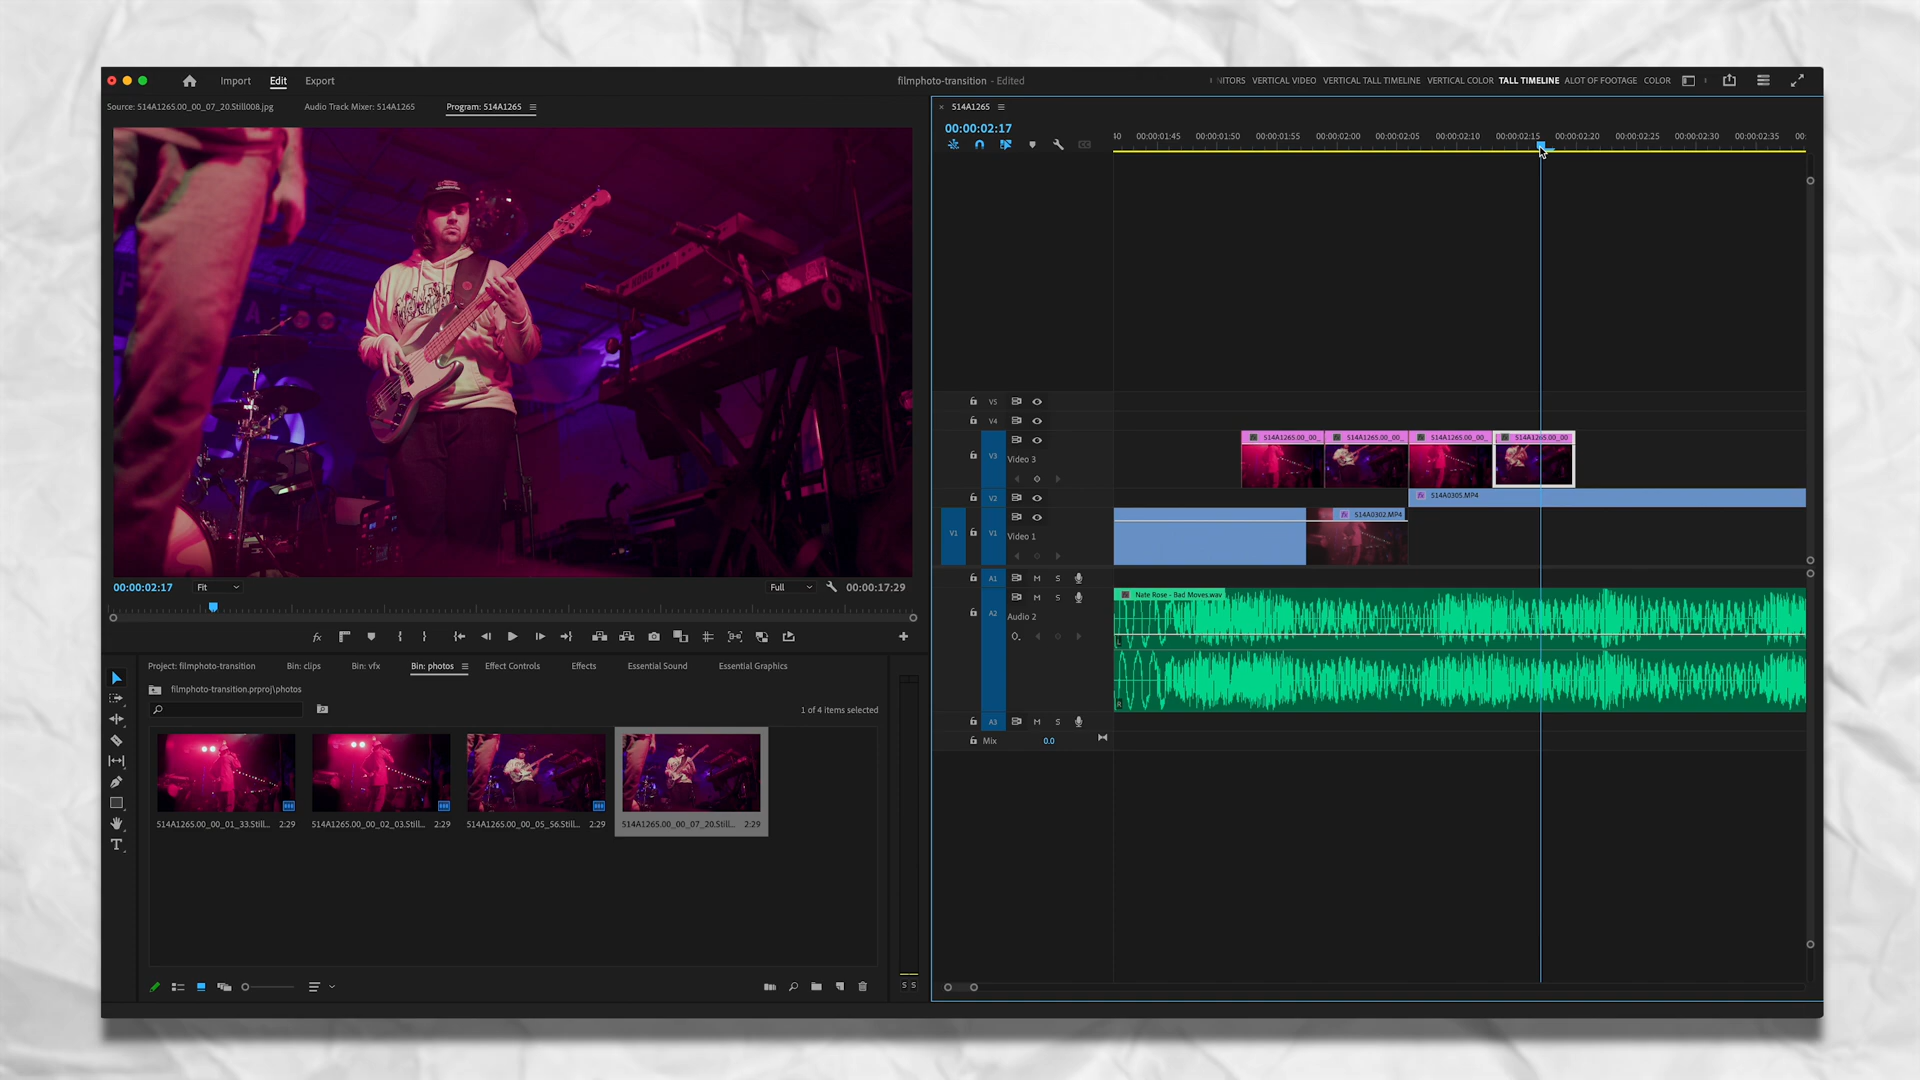 Import Edit Export
filmphoto-transition - Edited
NITORS VERTICAL VIDEO VERTICAL TALL TIMELINE VERTICAL COLOR TALL TIMELINE ALOT OF FOOTAGE COLOR
Source: 514A1265.00_00_07_20.Still008.jpg Audio Track Mixer: 514A1265 Program: 514A1265
00:00:02:17 Fit Full 00:00:17:29
Project: filmphoto-transition Bin: clips Bin: vfx Bin: photos Effect Controls Effects Essential Sound Essential Graphics
filmphoto-transition.prproj\photos
1 of 4 items selected
514A1265.00_00_01_33.Still... 2:29 514A1265.00_00_02_03.Still... 2:29 514A1265.00_00_05_56.Still... 2:29 514A1265.00_00_07_20.Still... 2:29
S S
514A1265
00:00:02:17
40 00:00:01:45 00:00:01:50 00:00:01:55 00:00:02:00 00:00:02:05 00:00:02:10 00:00:02:15 00:00:02:20 00:00:02:25 00:00:02:30 00:00:02:35 00:
V5
V4
514A1265.00_00_ 514A1265.00_00_ 514A1265.00_00_ 514A1265.00_00
V3 Video 3
V2 514A0305.MP4
514A0302.MP4
V1 V1 Video 1
A1 M S
Nate Rose - Bad Moves.wav
M S
A2 Audio 2
L
R
A3 M S
Mix 0.0